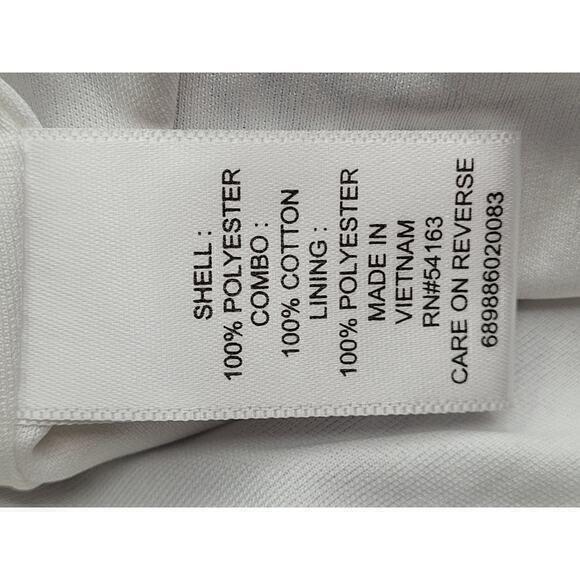 SHELL :
100% POLYESTER
COMBO :
100% COTTON
LINING :
100% POLYESTER
MADE IN
VIETNAM
RN#54163
CARE ON REVERSE
689886020083